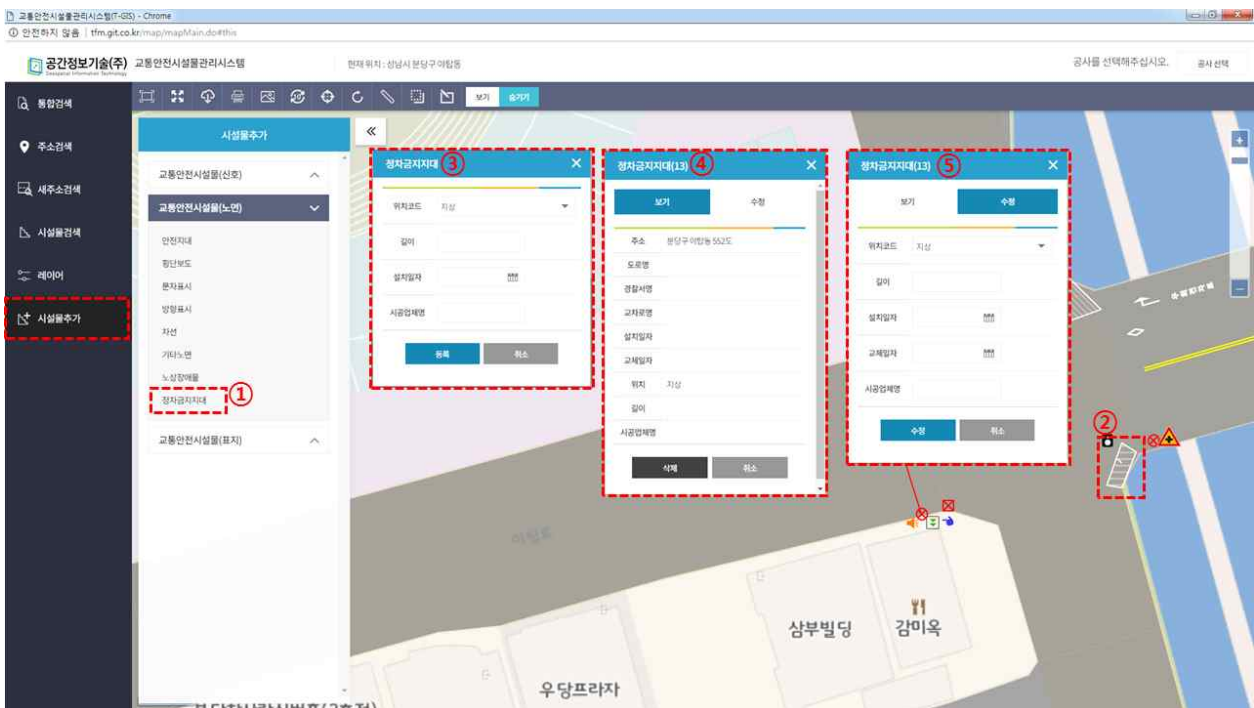 교통안전시설물관리시스템(T-GIS) - Chrome
안전하지 않음 | tfm.git.co.kr/map/mapMain.do#this
공간정보기술(주) 교통안전시설물관리시스템
Geospatial Information Technology
현재 위치 : 성남시 분당구 야탑동
공사를 선택해주십시오.
공사 선택
통합검색
주소검색
새주소검색
시설물검색
레이어
시설물추가
보기
숨기기
시설물추가
교통안전시설물(신호)
교통안전시설물(노면)
안전지대
횡단보도
문자표시
방향표시
차선
기타노면
노상장애물
정차금지지대 ①
교통안전시설물(표지)
정차금지지대 ③
위치코드 지상
길이
설치일자
시공업체명
등록 취소
정차금지지대(13) ④
보기 수정
주소 분당구 야탑동 552도
도로명
경찰서명
교차로명
설치일자
교체일자
위치 지상
길이
시공업체명
삭제 취소
정차금지지대(13) ⑤
보기 수정
위치코드 지상
길이
설치일자
교체일자
시공업체명
수정 취소
②
삼부빌딩
감미옥
우당프라자